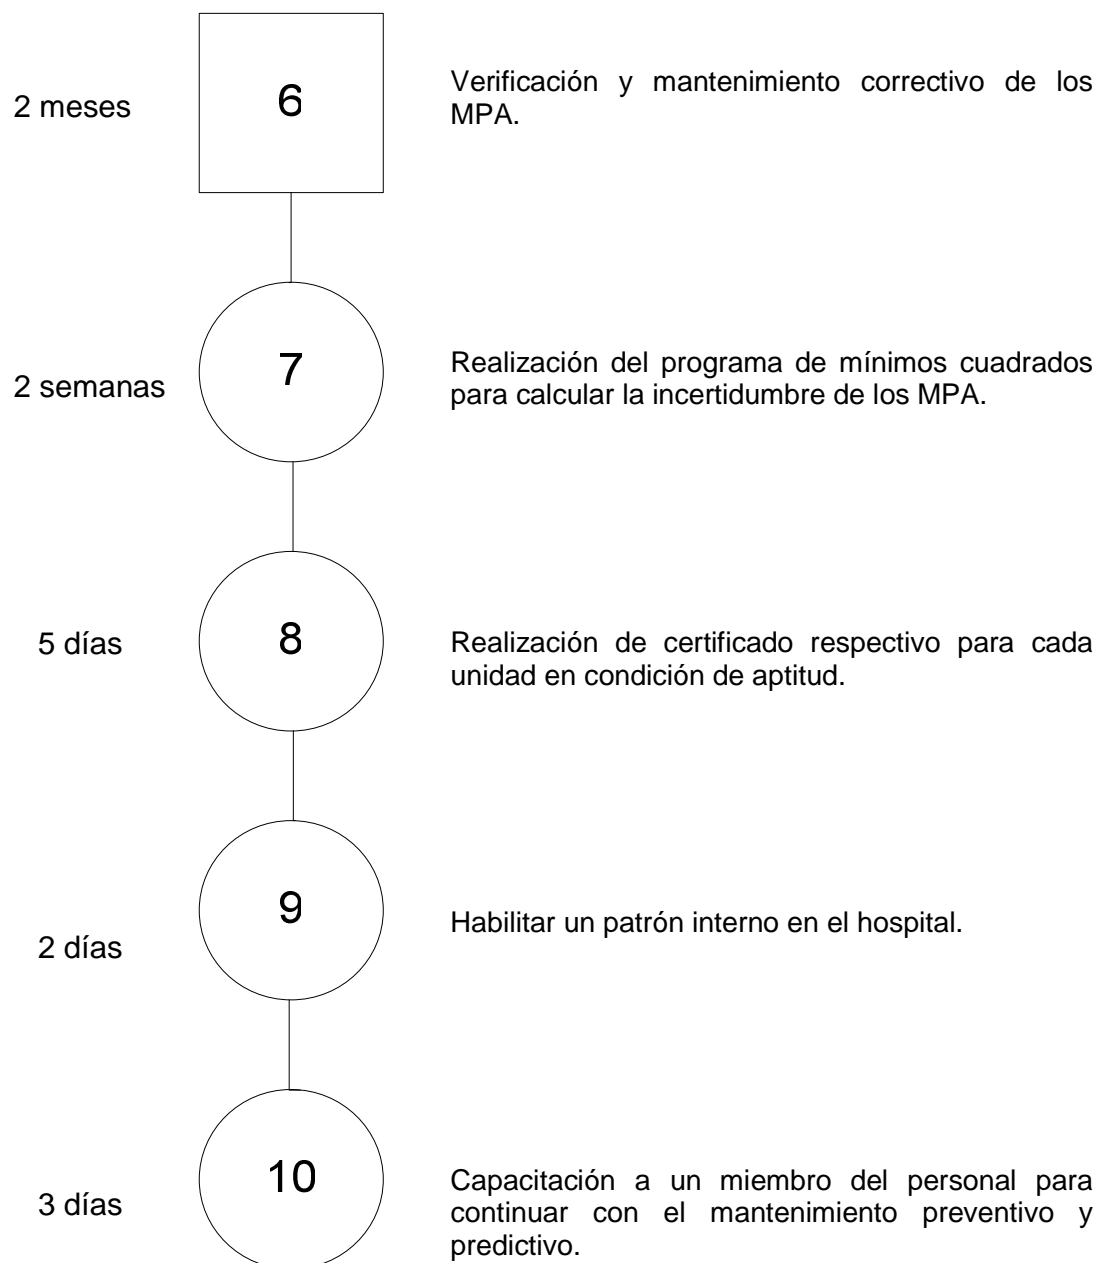 2 meses
6
Verificación y mantenimiento correctivo de los
MPA.
2 semanas
7
Realización del programa de mínimos cuadrados
para calcular la incertidumbre de los MPA.
5 días
8
Realización de certificado respectivo para cada
unidad en condición de aptitud.
2 días
9
Habilitar un patrón interno en el hospital.
3 días
10
Capacitación a un miembro del personal para
continuar con el mantenimiento preventivo y
predictivo.